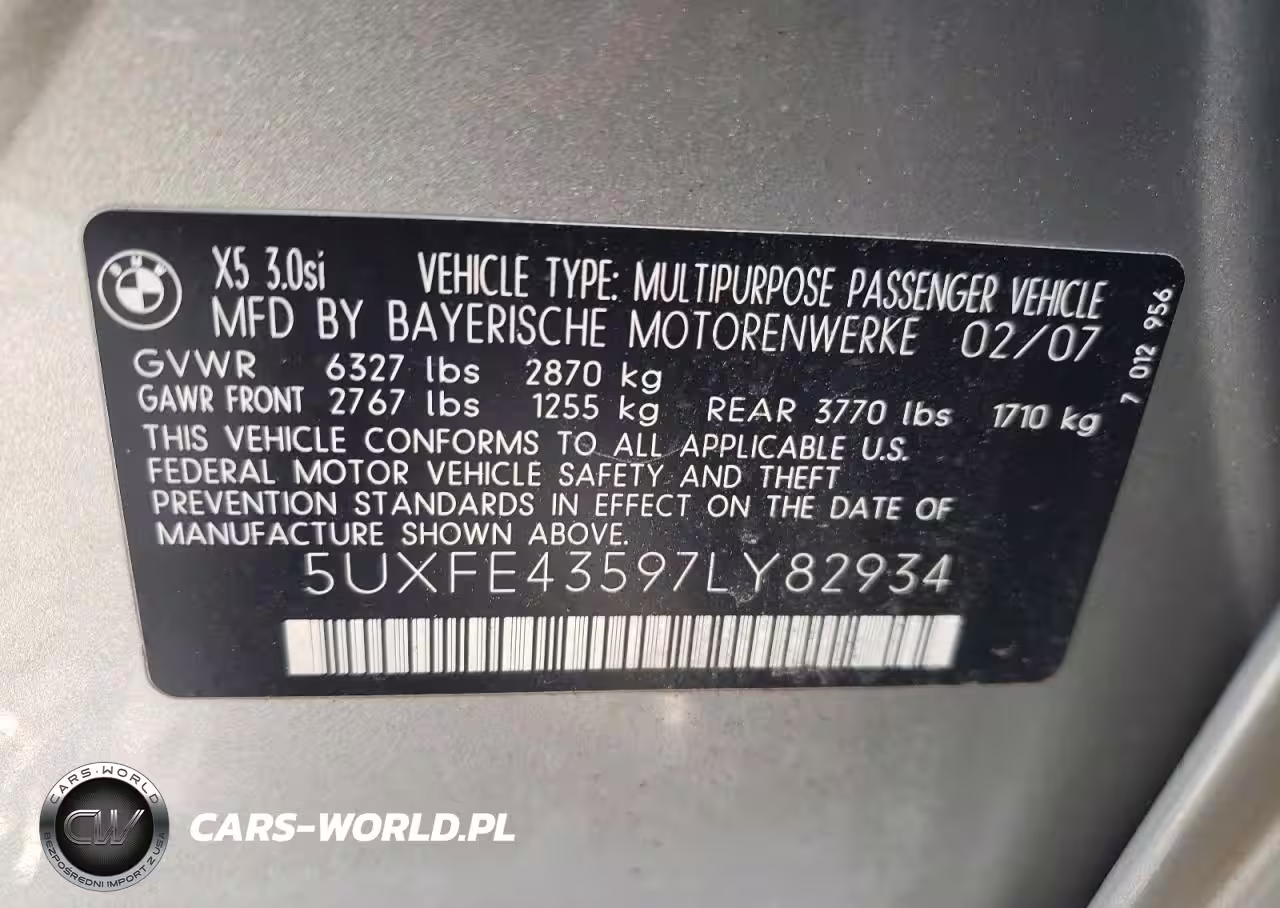 BMW
X5 3.0si VEHICLE TYPE: MULTIPURPOSE PASSENGER VEHICLE
MFD BY BAYERISCHE MOTORENWERKE 02/07
GVWR 6327 lbs 2870 kg
GAWR FRONT 2767 lbs 1255 kg REAR 3770 lbs 1710 kg
THIS VEHICLE CONFORMS TO ALL APPLICABLE U.S.
FEDERAL MOTOR VEHICLE SAFETY AND THEFT
PREVENTION STANDARDS IN EFFECT ON THE DATE OF
MANUFACTURE SHOWN ABOVE.
5UXFE43597LY82934
7 012 956
CARS-WORLD
CW
BEZPOŚREDNI IMPORT Z USA
CARS-WORLD.PL